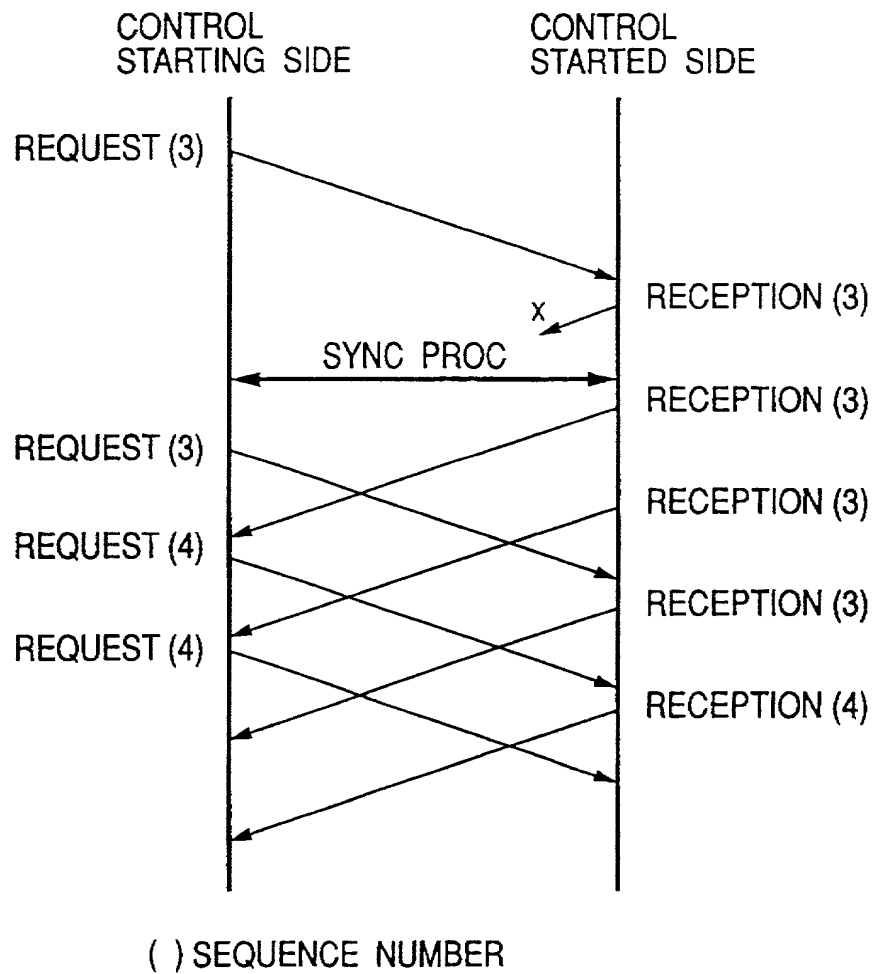 CONTROL
STARTING SIDE
CONTROL
STARTED SIDE
REQUEST (3)
RECEPTION (3)
X
SYNC PROC
RECEPTION (3)
REQUEST (3)
RECEPTION (3)
REQUEST (4)
RECEPTION (3)
REQUEST (4)
RECEPTION (4)
( ) SEQUENCE NUMBER